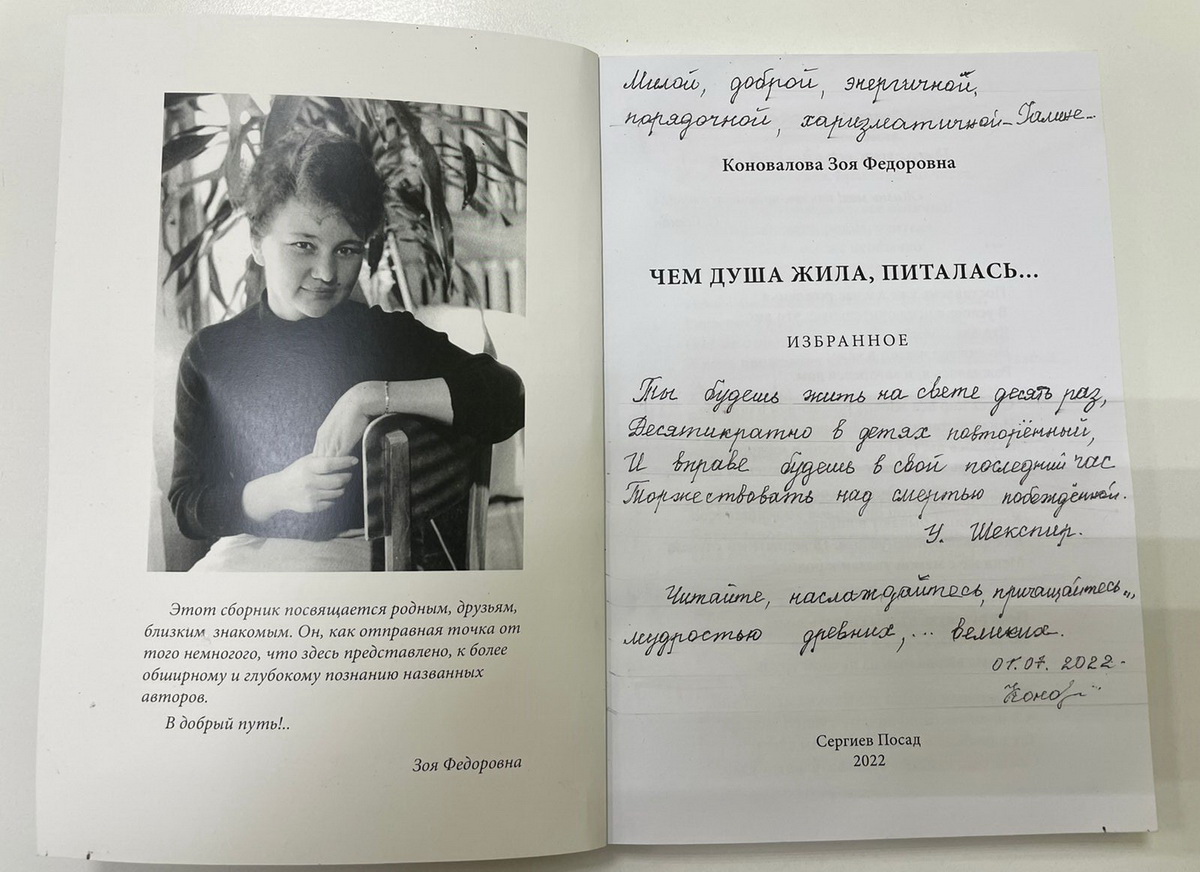 Этот сборник посвящается родным, друзьям,
близким знакомым. Он, как отправная точка от
того немногого, что здесь представлено, к более
обширному и глубокому познанию названных
авторов.
В добрый путь!..
Зоя Федоровна
Милой, доброй, энергичной,
порядочной, харизматичной – Галине...
Коновалова Зоя Федоровна
ЧЕМ ДУША ЖИЛА, ПИТАЛАСЬ...
ИЗБРАННОЕ
Ты будешь жить на свете десять раз,
Десятикратно в детях повторённый,
И вправе будешь в свой последний час
Торжествовать над смертью побеждённой.
У. Шекспир.
Читайте, наслаждайтесь, причащайтесь...
мудростью древних, ... великих.
01.07.2022 -
Сергиев Посад
2022